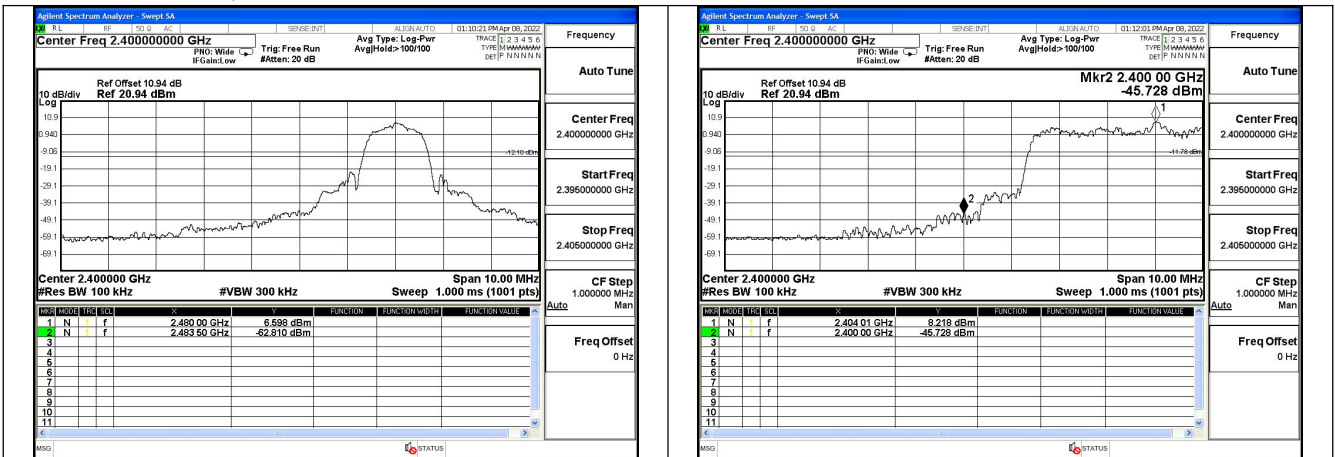 Agilent Spectrum Analyzer - Swept SA
RL RF 50 Ω AC SENSE:INT ALIGN AUTO 01:10:21 PM Apr 08, 2022
Center Freq 2.400000000 GHz
PNO: Wide
IFGain:Low
Trig: Free Run
#Atten: 20 dB
Avg Type: Log-Pwr
Avg|Hold:>100/100
TRACE 1 2 3 4 5 6
TYPE M
DET P N N N N N
Ref Offset 10.94 dB
10 dB/div Ref 20.94 dBm
Log
10.9
0.940
-9.06
-12.10 dBm
-19.1
-29.1
-39.1
-49.1
-59.1
-69.1
Center 2.400000 GHz Span 10.00 MHz
#Res BW 100 kHz #VBW 300 kHz Sweep 1.000 ms (1001 pts)
MKR MODE TRC SCL X Y FUNCTION FUNCTION WIDTH FUNCTION VALUE
1 N 1 f 2.480 00 GHz 6.598 dBm
2 N 1 f 2.483 50 GHz -62.810 dBm
3
4
5
6
7
8
9
10
11
MSG STATUS
Frequency
Auto Tune
Center Freq
2.400000000 GHz
Start Freq
2.395000000 GHz
Stop Freq
2.405000000 GHz
CF Step
1.000000 MHz
Auto Man
Freq Offset
0 Hz
Agilent Spectrum Analyzer - Swept SA
RL RF 50 Ω AC SENSE:INT ALIGN AUTO 01:12:01 PM Apr 08, 2022
Center Freq 2.400000000 GHz
PNO: Wide
IFGain:Low
Trig: Free Run
#Atten: 20 dB
Avg Type: Log-Pwr
Avg|Hold:>100/100
TRACE 1 2 3 4 5 6
TYPE M
DET P N N N N N
Mkr2 2.400 00 GHz
-45.728 dBm
Ref Offset 10.94 dB
10 dB/div Ref 20.94 dBm
Log
1
10.9
0.940
-9.06
-11.78 dBm
-19.1
-29.1
2
-39.1
-49.1
-59.1
-69.1
Center 2.400000 GHz Span 10.00 MHz
#Res BW 100 kHz #VBW 300 kHz Sweep 1.000 ms (1001 pts)
MKR MODE TRC SCL X Y FUNCTION FUNCTION WIDTH FUNCTION VALUE
1 N 1 f 2.404 01 GHz 8.218 dBm
2 N 1 f 2.400 00 GHz -45.728 dBm
3
4
5
6
7
8
9
10
11
MSG STATUS
Frequency
Auto Tune
Center Freq
2.400000000 GHz
Start Freq
2.395000000 GHz
Stop Freq
2.405000000 GHz
CF Step
1.000000 MHz
Auto Man
Freq Offset
0 Hz